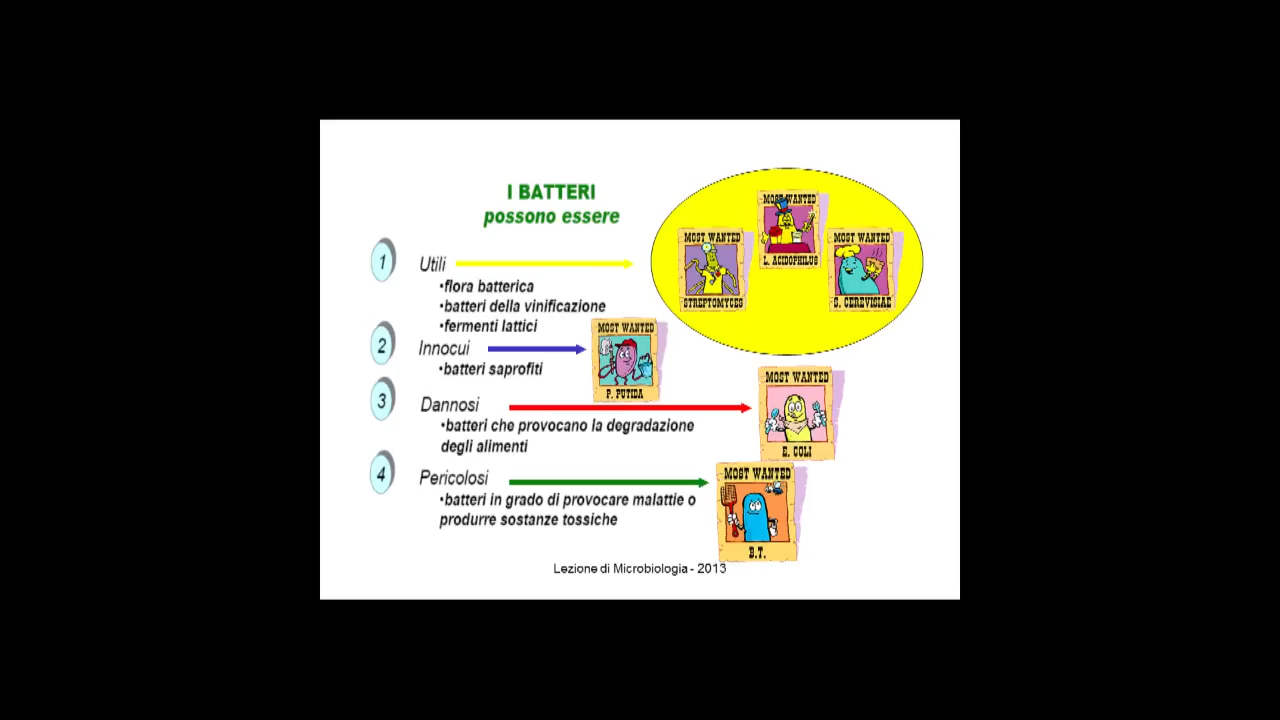 I BATTERI
possono essere
1
Utili
•flora batterica
•batteri della vinificazione
•fermenti lattici
2
Innocui
•batteri saprofiti
3
Dannosi
•batteri che provocano la degradazione
degli alimenti
4
Pericolosi
•batteri in grado di provocare malattie o
produrre sostanze tossiche
MOST WANTED
L. ACIDOPHILUS
MOST WANTED
STREPTOMYCES
MOST WANTED
S. CEREVISIAE
MOST WANTED
P. PUTIDA
MOST WANTED
E. COLI
MOST WANTED
B.T.
Lezione di Microbiologia - 2013